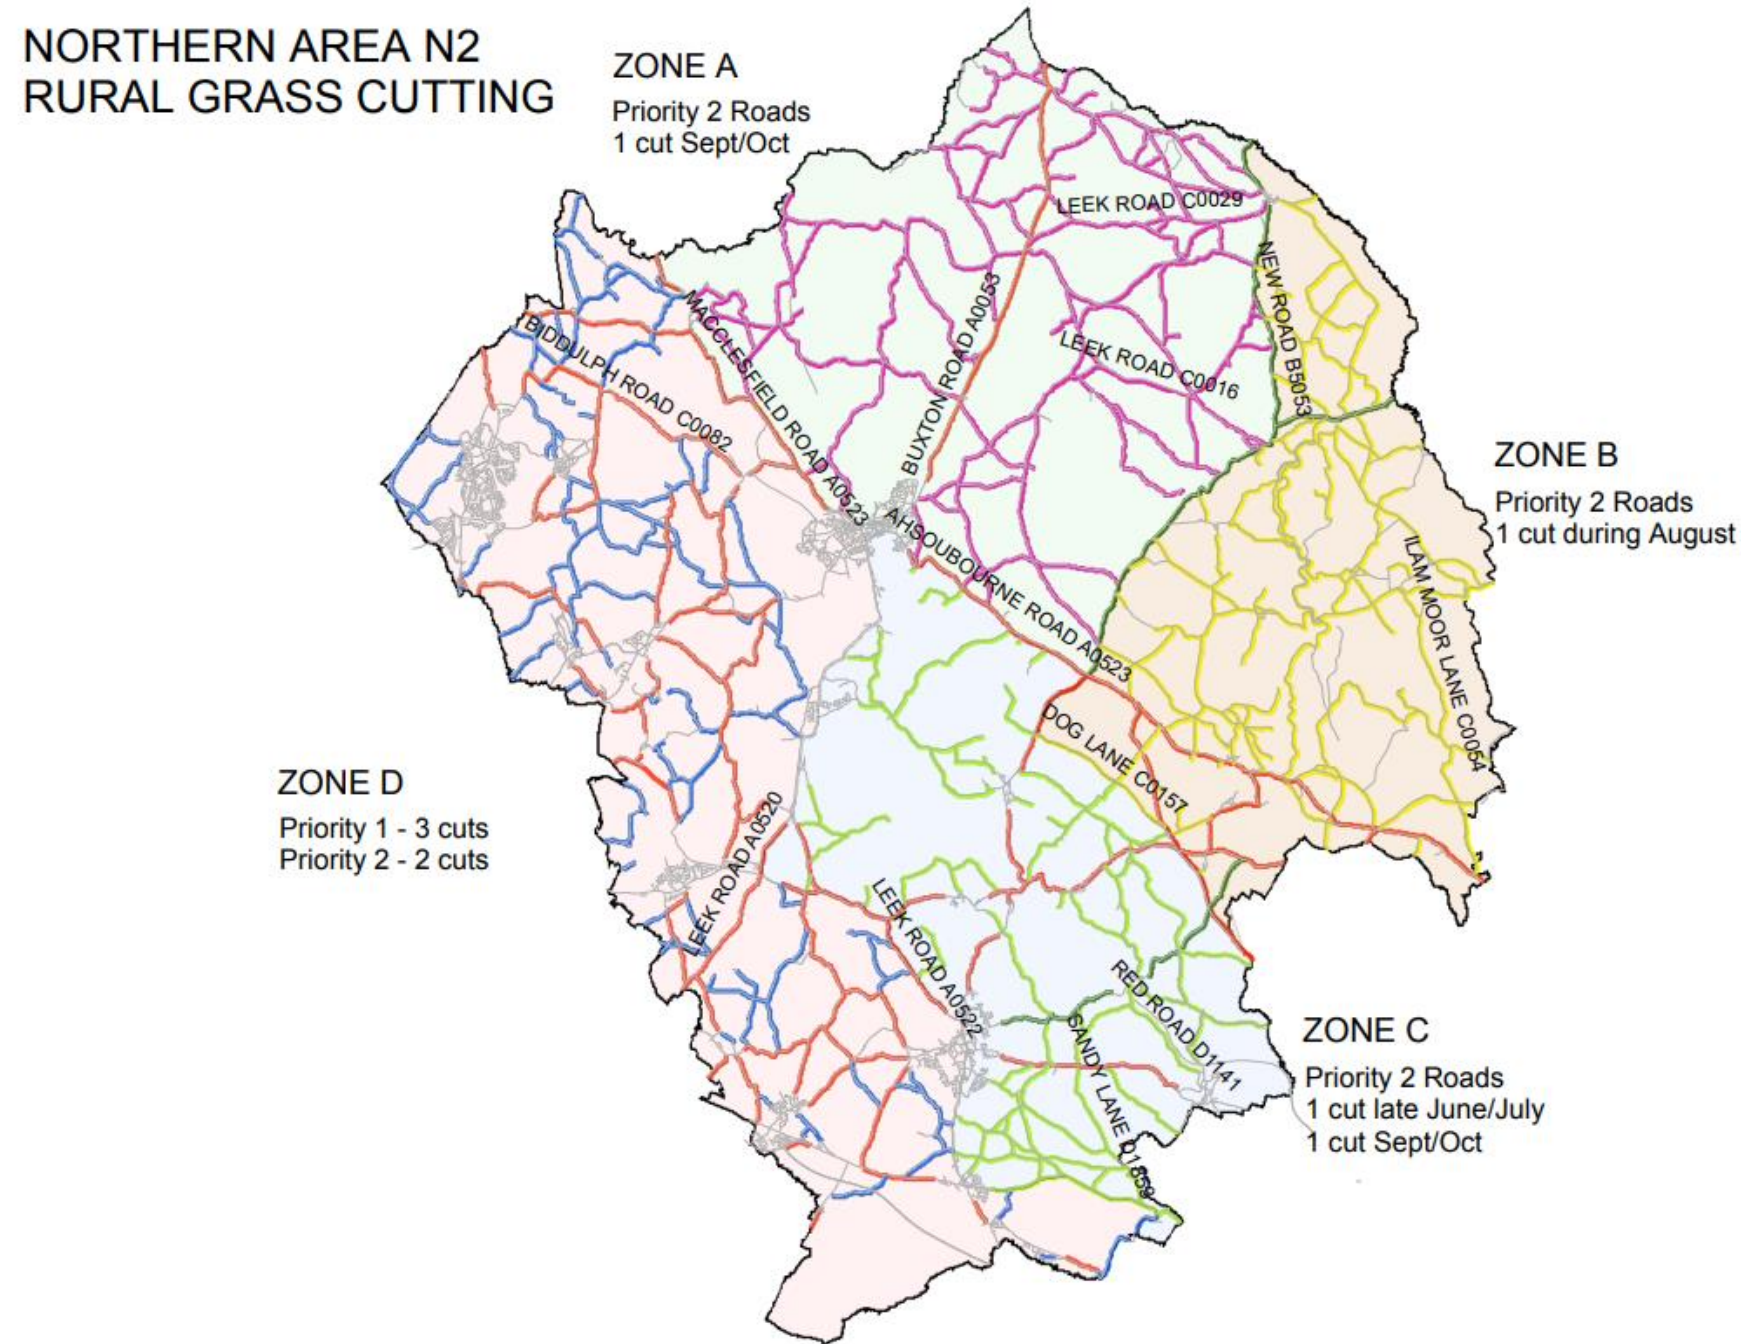 NORTHERN AREA N2
RURAL GRASS CUTTING
ZONE A
Priority 2 Roads
1 cut Sept/Oct
LEEK ROAD C0029
NEW ROAD B5053
MACCLESFIELD ROAD A0523
BUXTON ROAD A0053
BIDDULPH ROAD C0082
LEEK ROAD C0016
ZONE B
Priority 2 Roads
1 cut during August
AHSOUBOURNE ROAD A0523
ILAM MOOR LANE C0054
DOG LANE C0157
ZONE D
Priority 1 - 3 cuts
Priority 2 - 2 cuts
LEEK ROAD A0520
LEEK ROAD A0522
RED ROAD D1141
SANDY LANE D1659
ZONE C
Priority 2 Roads
1 cut late June/July
1 cut Sept/Oct